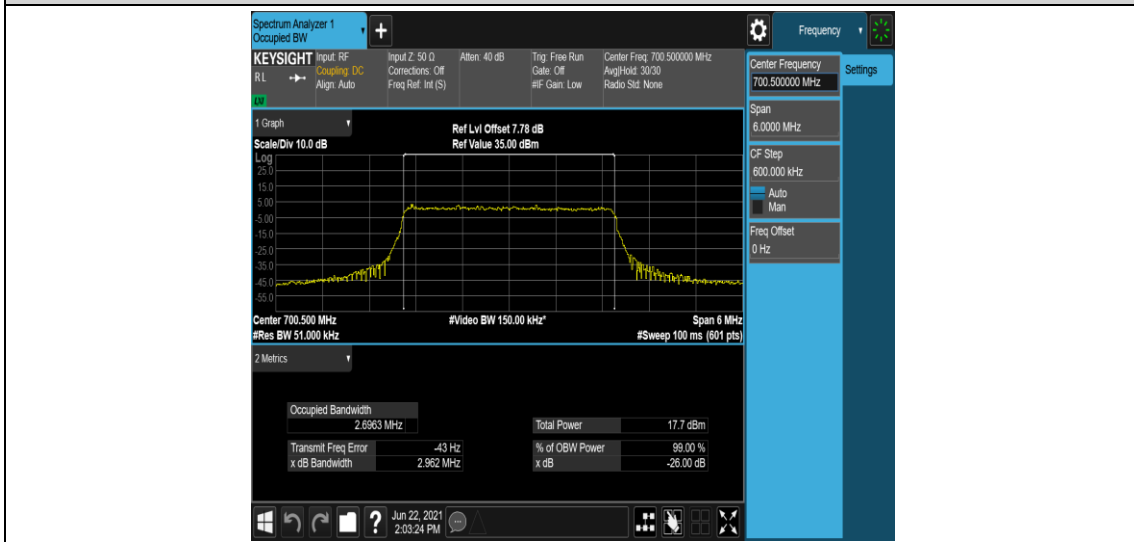 Spectrum Analyzer 1
Occupied BW
+
Frequency
KEYSIGHT
RL
LXI
Input: RF
Coupling: DC
Align: Auto
Input Z: 50 Ω
Corrections: Off
Freq Ref: Int (S)
Atten: 40 dB
Trig: Free Run
Gate: Off
#IF Gain: Low
Center Freq: 700.500000 MHz
Avg|Hold: 30/30
Radio Std: None
Center Frequency
700.500000 MHz
Settings
Span
6.0000 MHz
CF Step
600.000 kHz
Auto
Man
Freq Offset
0 Hz
1 Graph
Scale/Div 10.0 dB
Ref Lvl Offset 7.78 dB
Ref Value 35.00 dBm
Log
25.0
15.0
5.00
-5.00
-15.0
-25.0
-35.0
-45.0
-55.0
Center 700.500 MHz
#Video BW 150.00 kHz*
Span 6 MHz
#Res BW 51.000 kHz
#Sweep 100 ms (601 pts)
2 Metrics
Occupied Bandwidth
2.6963 MHz
Total Power 17.7 dBm
Transmit Freq Error -43 Hz
% of OBW Power 99.00 %
x dB Bandwidth 2.962 MHz
x dB -26.00 dB
?
Jun 22, 2021
2:03:24 PM